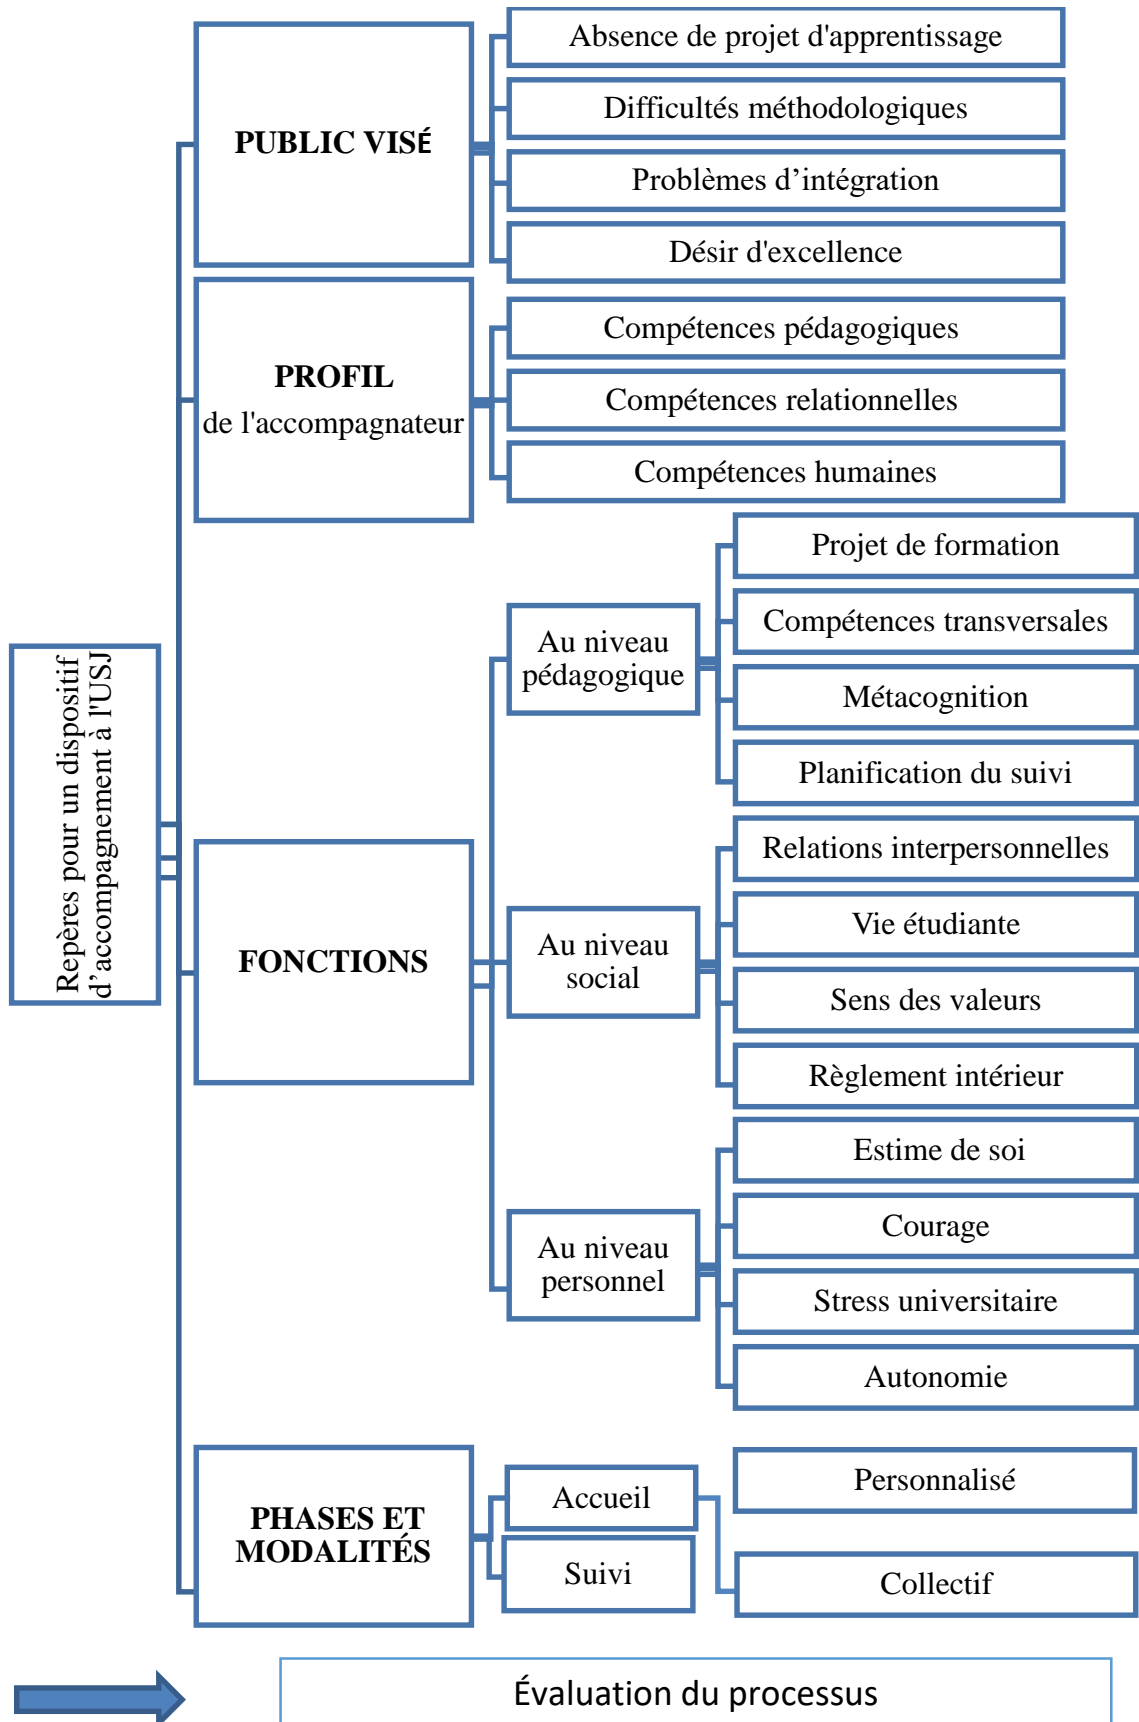 Repères pour un dispositif
d’accompagnement à l'USJ
PUBLIC VISÉ
Absence de projet d'apprentissage
Difficultés méthodologiques
Problèmes d’intégration
Désir d'excellence
PROFIL
de l'accompagnateur
Compétences pédagogiques
Compétences relationnelles
Compétences humaines
FONCTIONS
Au niveau
pédagogique
Projet de formation
Compétences transversales
Métacognition
Planification du suivi
Au niveau
social
Relations interpersonnelles
Vie étudiante
Sens des valeurs
Règlement intérieur
Au niveau
personnel
Estime de soi
Courage
Stress universitaire
Autonomie
PHASES ET
MODALITÉS
Accueil
Suivi
Personnalisé
Collectif
Évaluation du processus